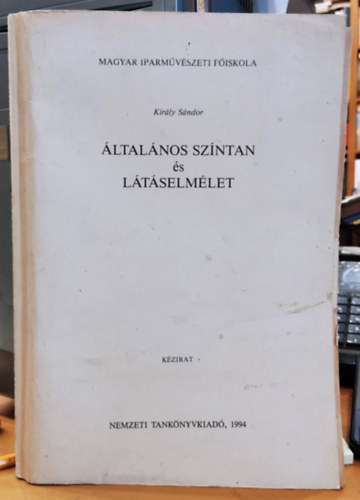 MAGYAR IPARMŰVÉSZETI FŐISKOLA
Király Sándor
ÁLTALÁNOS SZÍNTAN
és
LÁTÁSELMÉLET
KÉZIRAT
NEMZETI TANKÖNYVKIADÓ, 1994